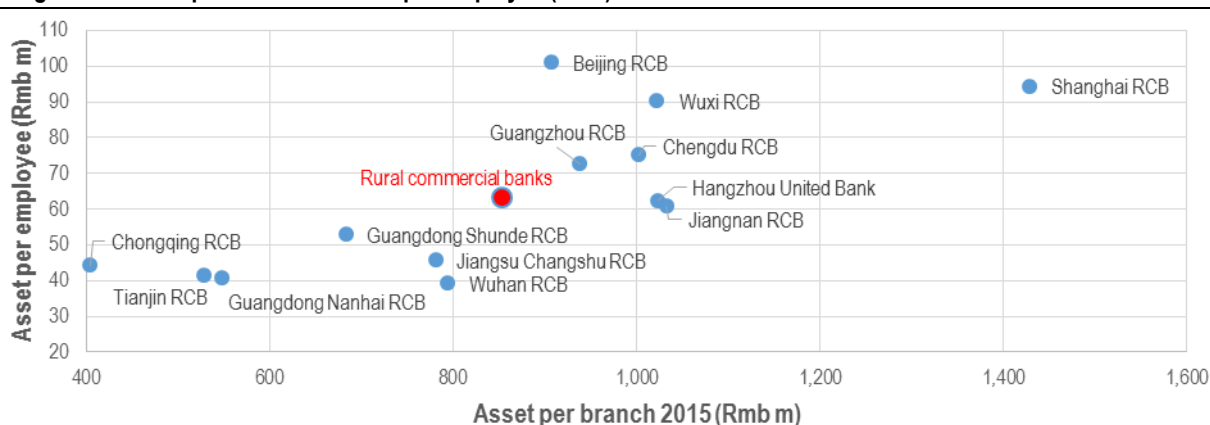 110
100
90
80
70
60
50
40
30
20
Asset per employee (Rmb m)
Beijing RCB
Shanghai RCB
Wuxi RCB
Guangzhou RCB
Chengdu RCB
Rural commercial banks
Hangzhou United Bank
Jiangnan RCB
Guangdong Shunde RCB
Chongqing RCB
Jiangsu Changshu RCB
Wuhan RCB
Tianjin RCB
Guangdong Nanhai RCB
400 600 800 1,000 1,200 1,400 1,600
Asset per branch 2015 (Rmb m)